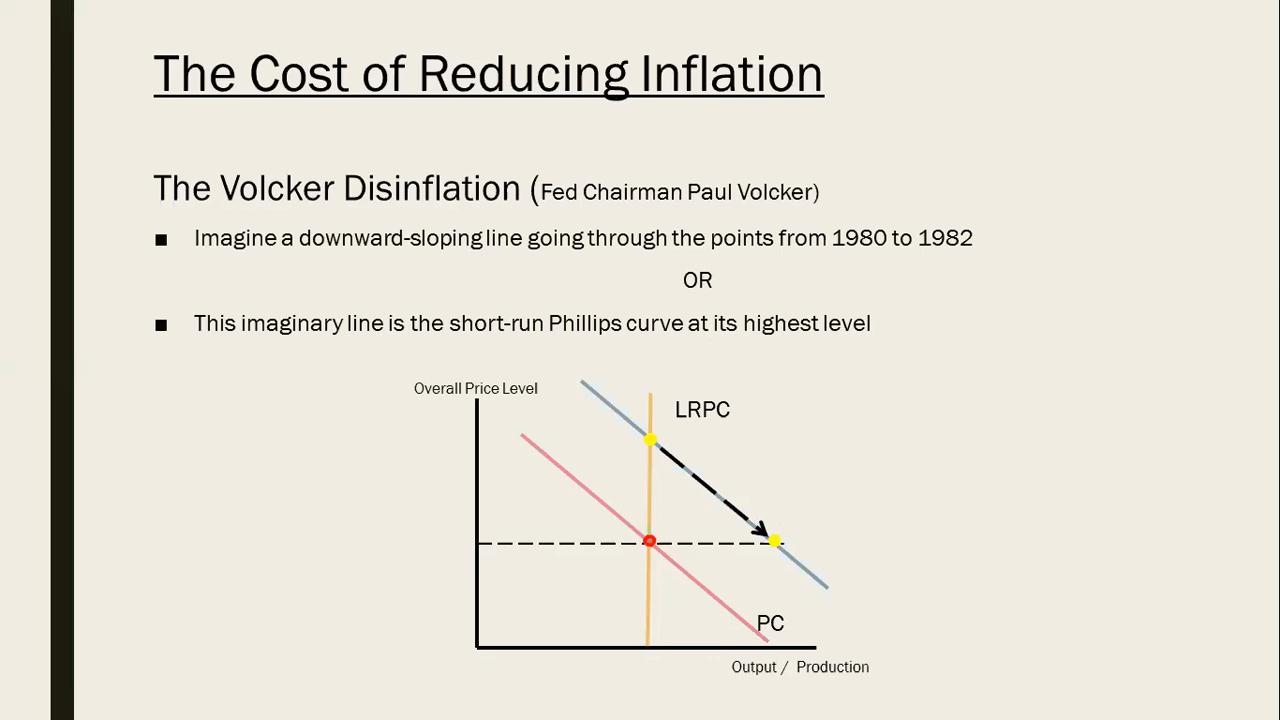 The Cost of Reducing Inflation
The Volcker Disinflation (Fed Chairman Paul Volcker)
■ Imagine a downward-sloping line going through the points from 1980 to 1982
OR
■ This imaginary line is the short-run Phillips curve at its highest level
Overall Price Level
LRPC
PC
Output / Production